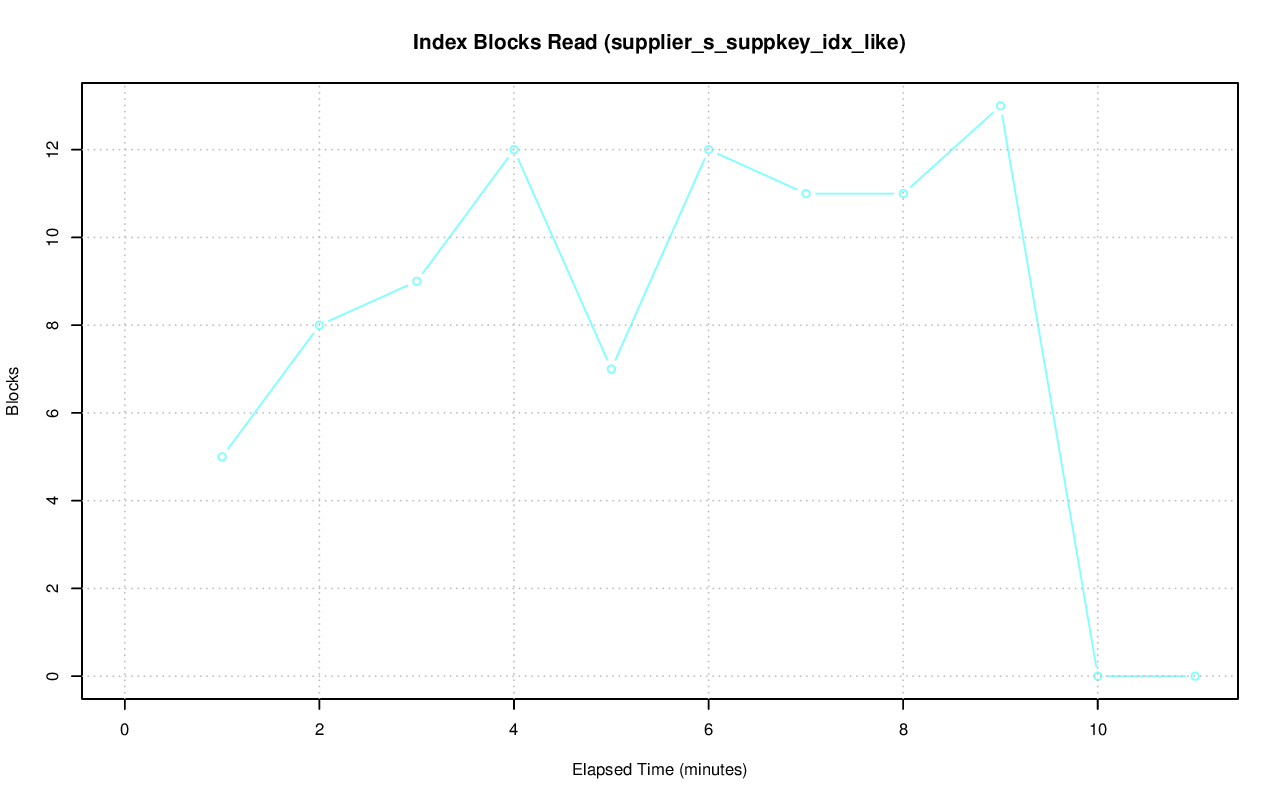 Index Blocks Read (supplier_s_suppkey_idx_like)
Blocks
12
10
8
6
4
2
0
0 2 4 6 8 10
Elapsed Time (minutes)